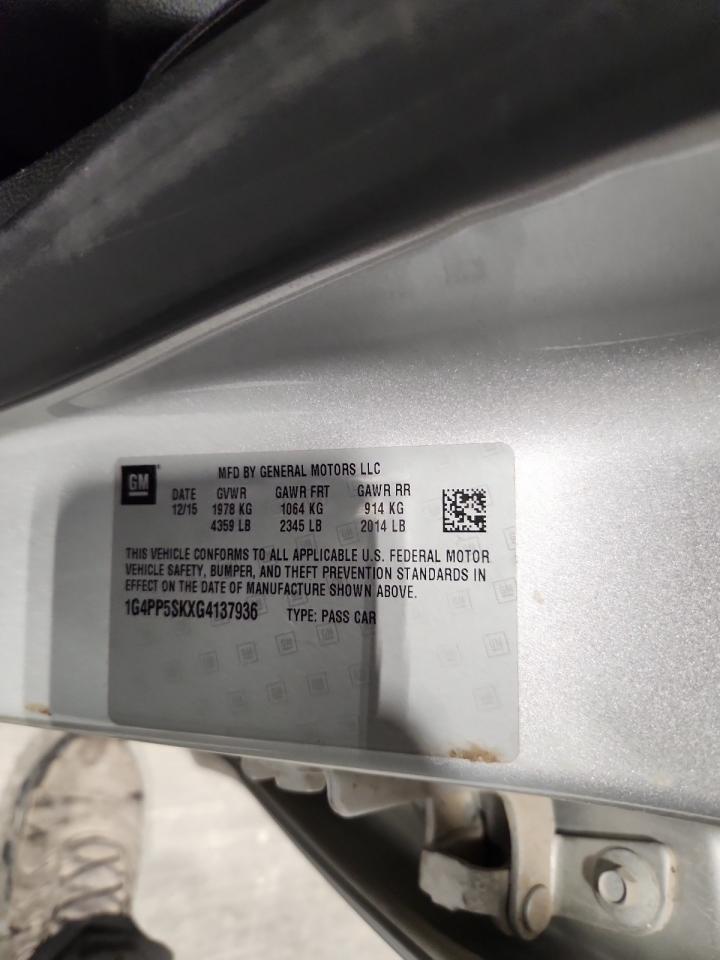 GM
MFD BY GENERAL MOTORS LLC
DATE GVWR GAWR FRT GAWR RR
12/15 1978 KG 1064 KG 914 KG
4359 LB 2345 LB 2014 LB
THIS VEHICLE CONFORMS TO ALL APPLICABLE U.S. FEDERAL MOTOR
VEHICLE SAFETY, BUMPER, AND THEFT PREVENTION STANDARDS IN
EFFECT ON THE DATE OF MANUFACTURE SHOWN ABOVE.
1G4PP5SKXG4137936 TYPE: PASS CAR